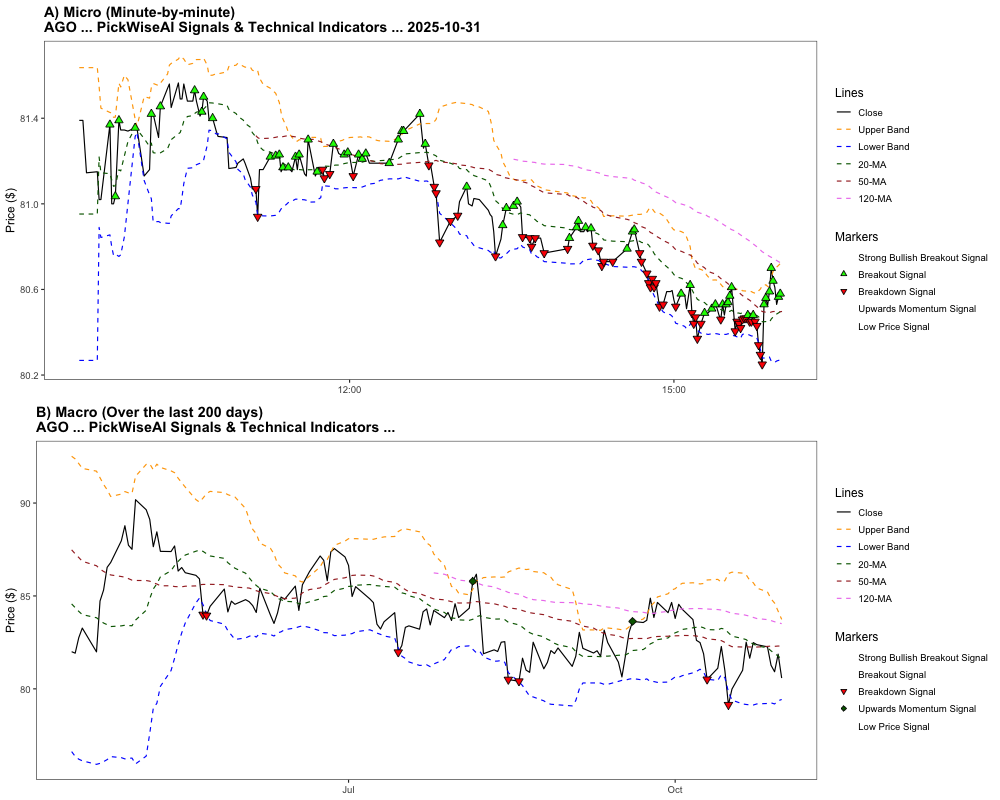 A) Micro (Minute-by-minute)
AGO ... PickWiseAI Signals & Technical Indicators ... 2025-10-31
Price ($)
81.4
81.0
80.6
80.2
12:00
15:00
Lines
Close
Upper Band
Lower Band
20-MA
50-MA
120-MA
Markers
Strong Bullish Breakout Signal
Breakout Signal
Breakdown Signal
Upwards Momentum Signal
Low Price Signal
B) Macro (Over the last 200 days)
AGO ... PickWiseAI Signals & Technical Indicators ...
Price ($)
90
85
80
Jul
Oct
Lines
Close
Upper Band
Lower Band
20-MA
50-MA
120-MA
Markers
Strong Bullish Breakout Signal
Breakout Signal
Breakdown Signal
Upwards Momentum Signal
Low Price Signal